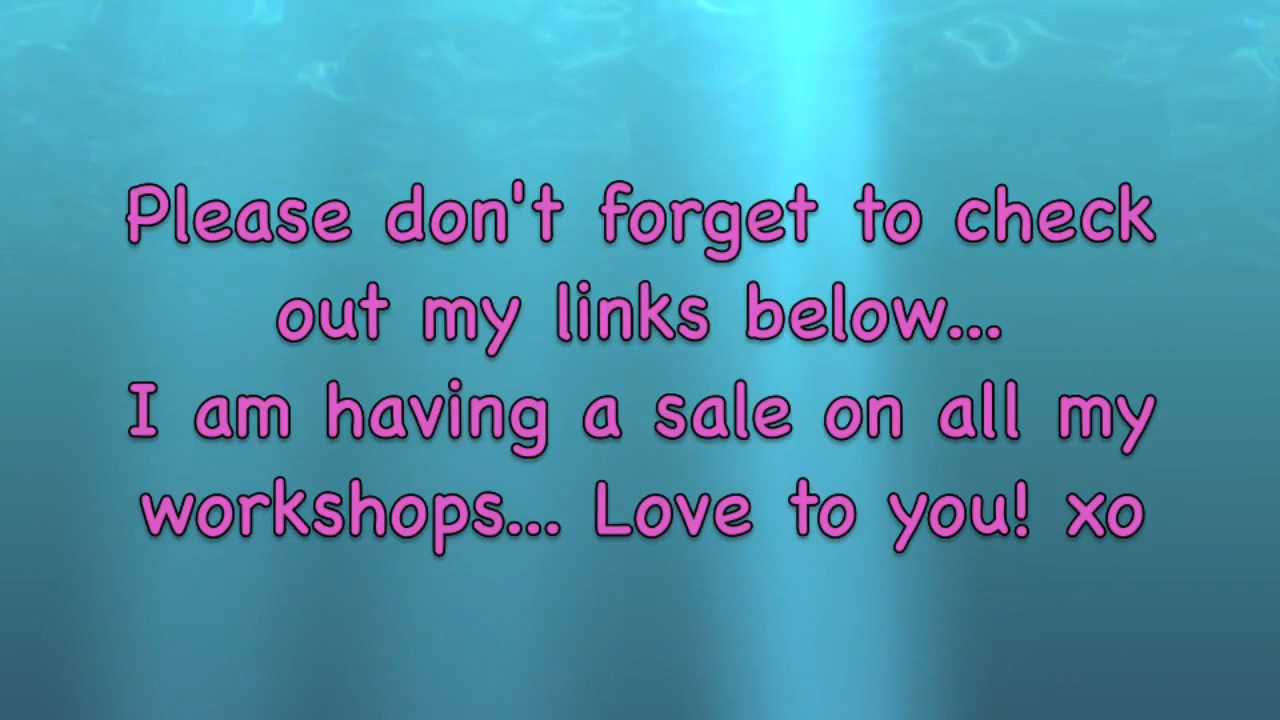 Please don't forget to check
out my links below...
I am having a sale on all my
workshops... Love to you! xo